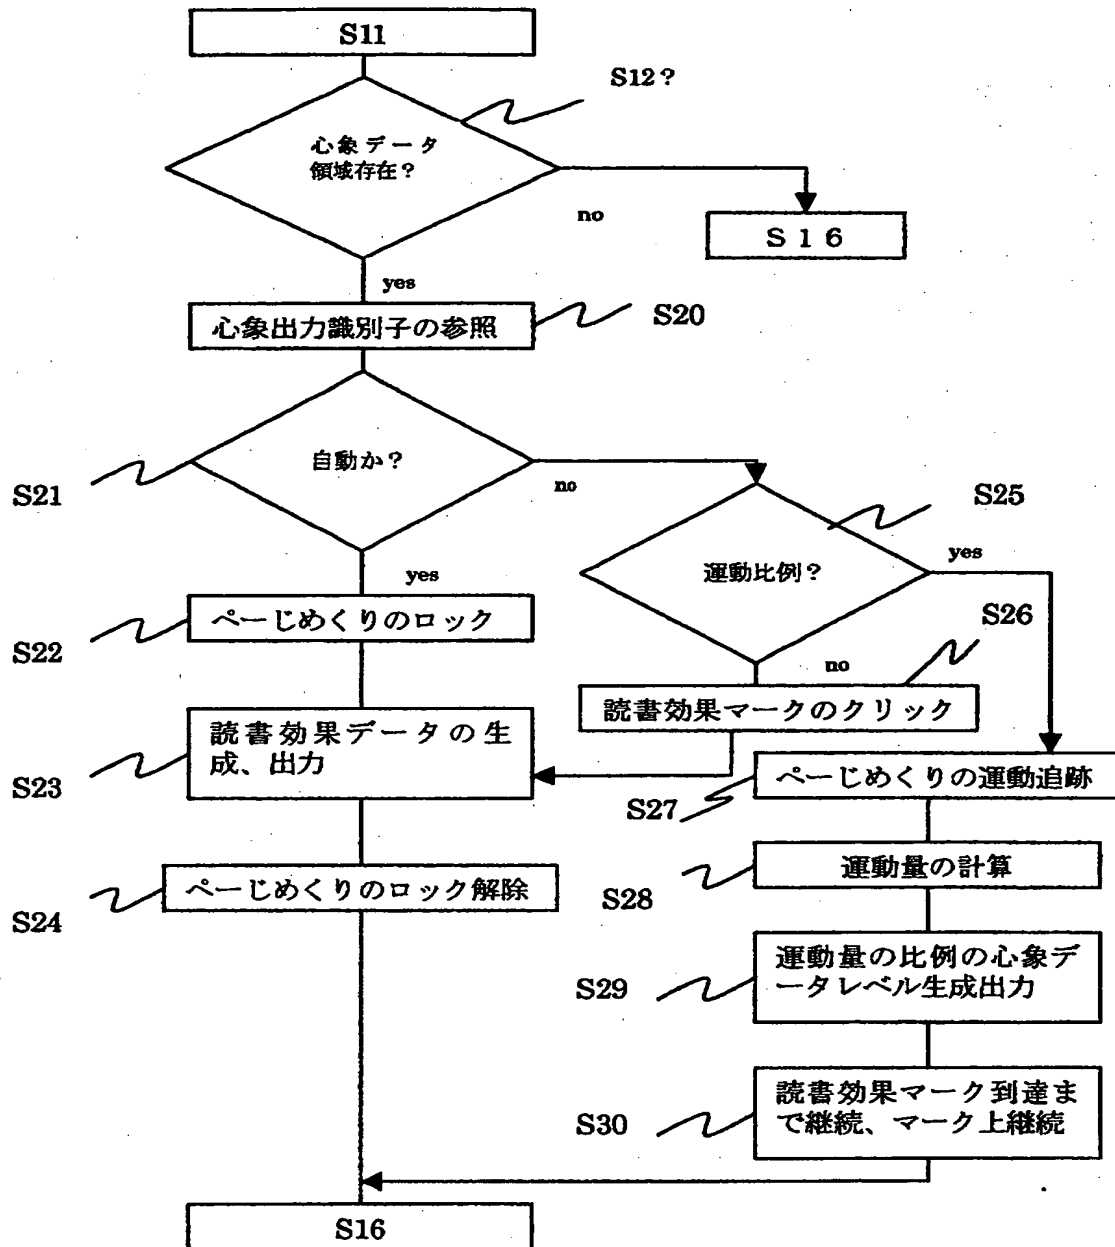 S11
S12?
心象データ
領域存在?
no
S16
yes
心象出力識別子の参照
S20
自動か?
S21
no
S25
yes
運動比例?
yes
ぺーじめくりのロック
S22
S26
no
読書効果マークのクリック
読書効果データの生
成、出力
S23
ぺーじめくりの運動追跡
S27
ぺーじめくりのロック解除
S24
運動量の計算
S28
運動量の比例の心象デ
ータレベル生成出力
S29
読書効果マーク到達ま
で継続、マーク上継続
S30
S16